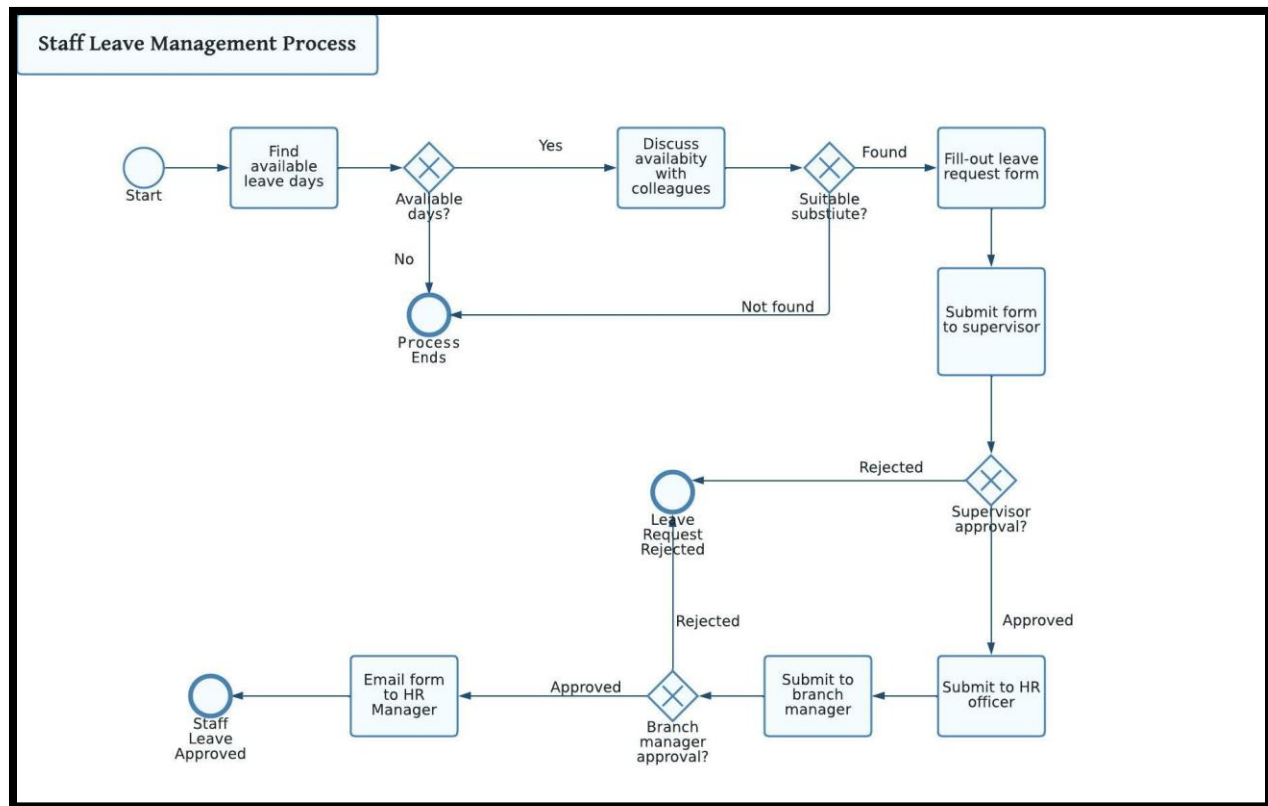 Staff Leave Management Process
Start
Find
available
leave days
Available
days?
Yes
No
Process
Ends
Discuss
availabity
with
colleagues
Suitable
substiute?
Found
Not found
Fill-out leave
request form
Submit form
to supervisor
Supervisor
approval?
Rejected
Leave
Request
Rejected
Approved
Submit to HR
officer
Submit to
branch
manager
Branch
manager
approval?
Rejected
Approved
Email form
to HR
Manager
Staff
Leave
Approved